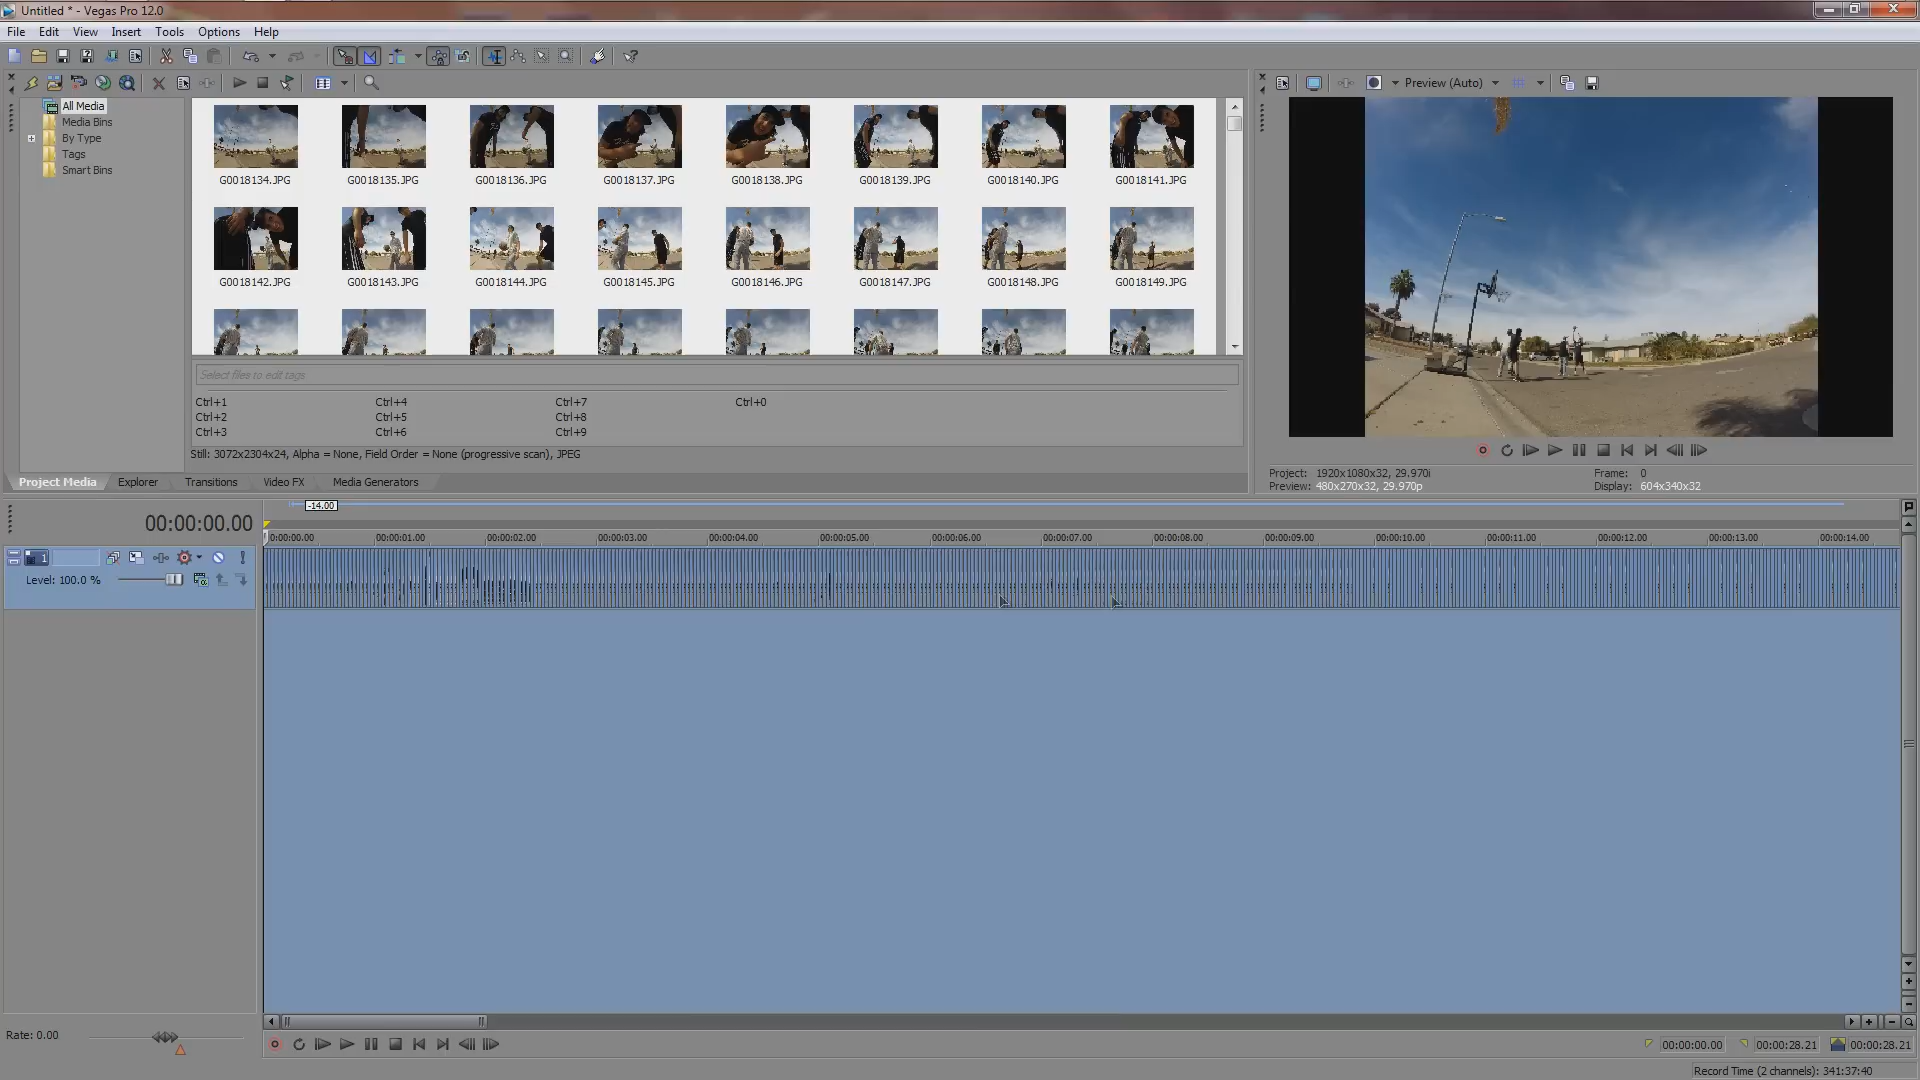 Untitled * - Vegas Pro 12.0
File Edit View Insert Tools Options Help
Preview (Auto)
All Media
Media Bins
By Type
Tags
Smart Bins
G0018134.JPG G0018135.JPG G0018136.JPG G0018137.JPG G0018138.JPG G0018139.JPG G0018140.JPG G0018141.JPG
G0018142.JPG G0018143.JPG G0018144.JPG G0018145.JPG G0018146.JPG G0018147.JPG G0018148.JPG G0018149.JPG
Select files to edit tags
Ctrl+1 Ctrl+4 Ctrl+7 Ctrl+0
Ctrl+2 Ctrl+5 Ctrl+8
Ctrl+3 Ctrl+6 Ctrl+9
Still: 3072x2304x24, Alpha = None, Field Order = None (progressive scan), JPEG
Project Media Explorer Transitions Video FX Media Generators
Project: 1920x1080x32, 29.970i Frame: 0
Preview: 480x270x32, 29.970p Display: 604x340x32
-14.00
00:00:00.00
0:00:00.00 00:00:01.00 00:00:02.00 00:00:03.00 00:00:04.00 00:00:05.00 00:00:06.00 00:00:07.00 00:00:08.00 00:00:09.00 00:00:10.00 00:00:11.00 00:00:12.00 00:00:13.00 00:00:14.00
1
Level: 100.0 %
Rate: 0.00
00:00:00.00 00:00:28.21 00:00:28.21
Record Time (2 channels): 341:37:40